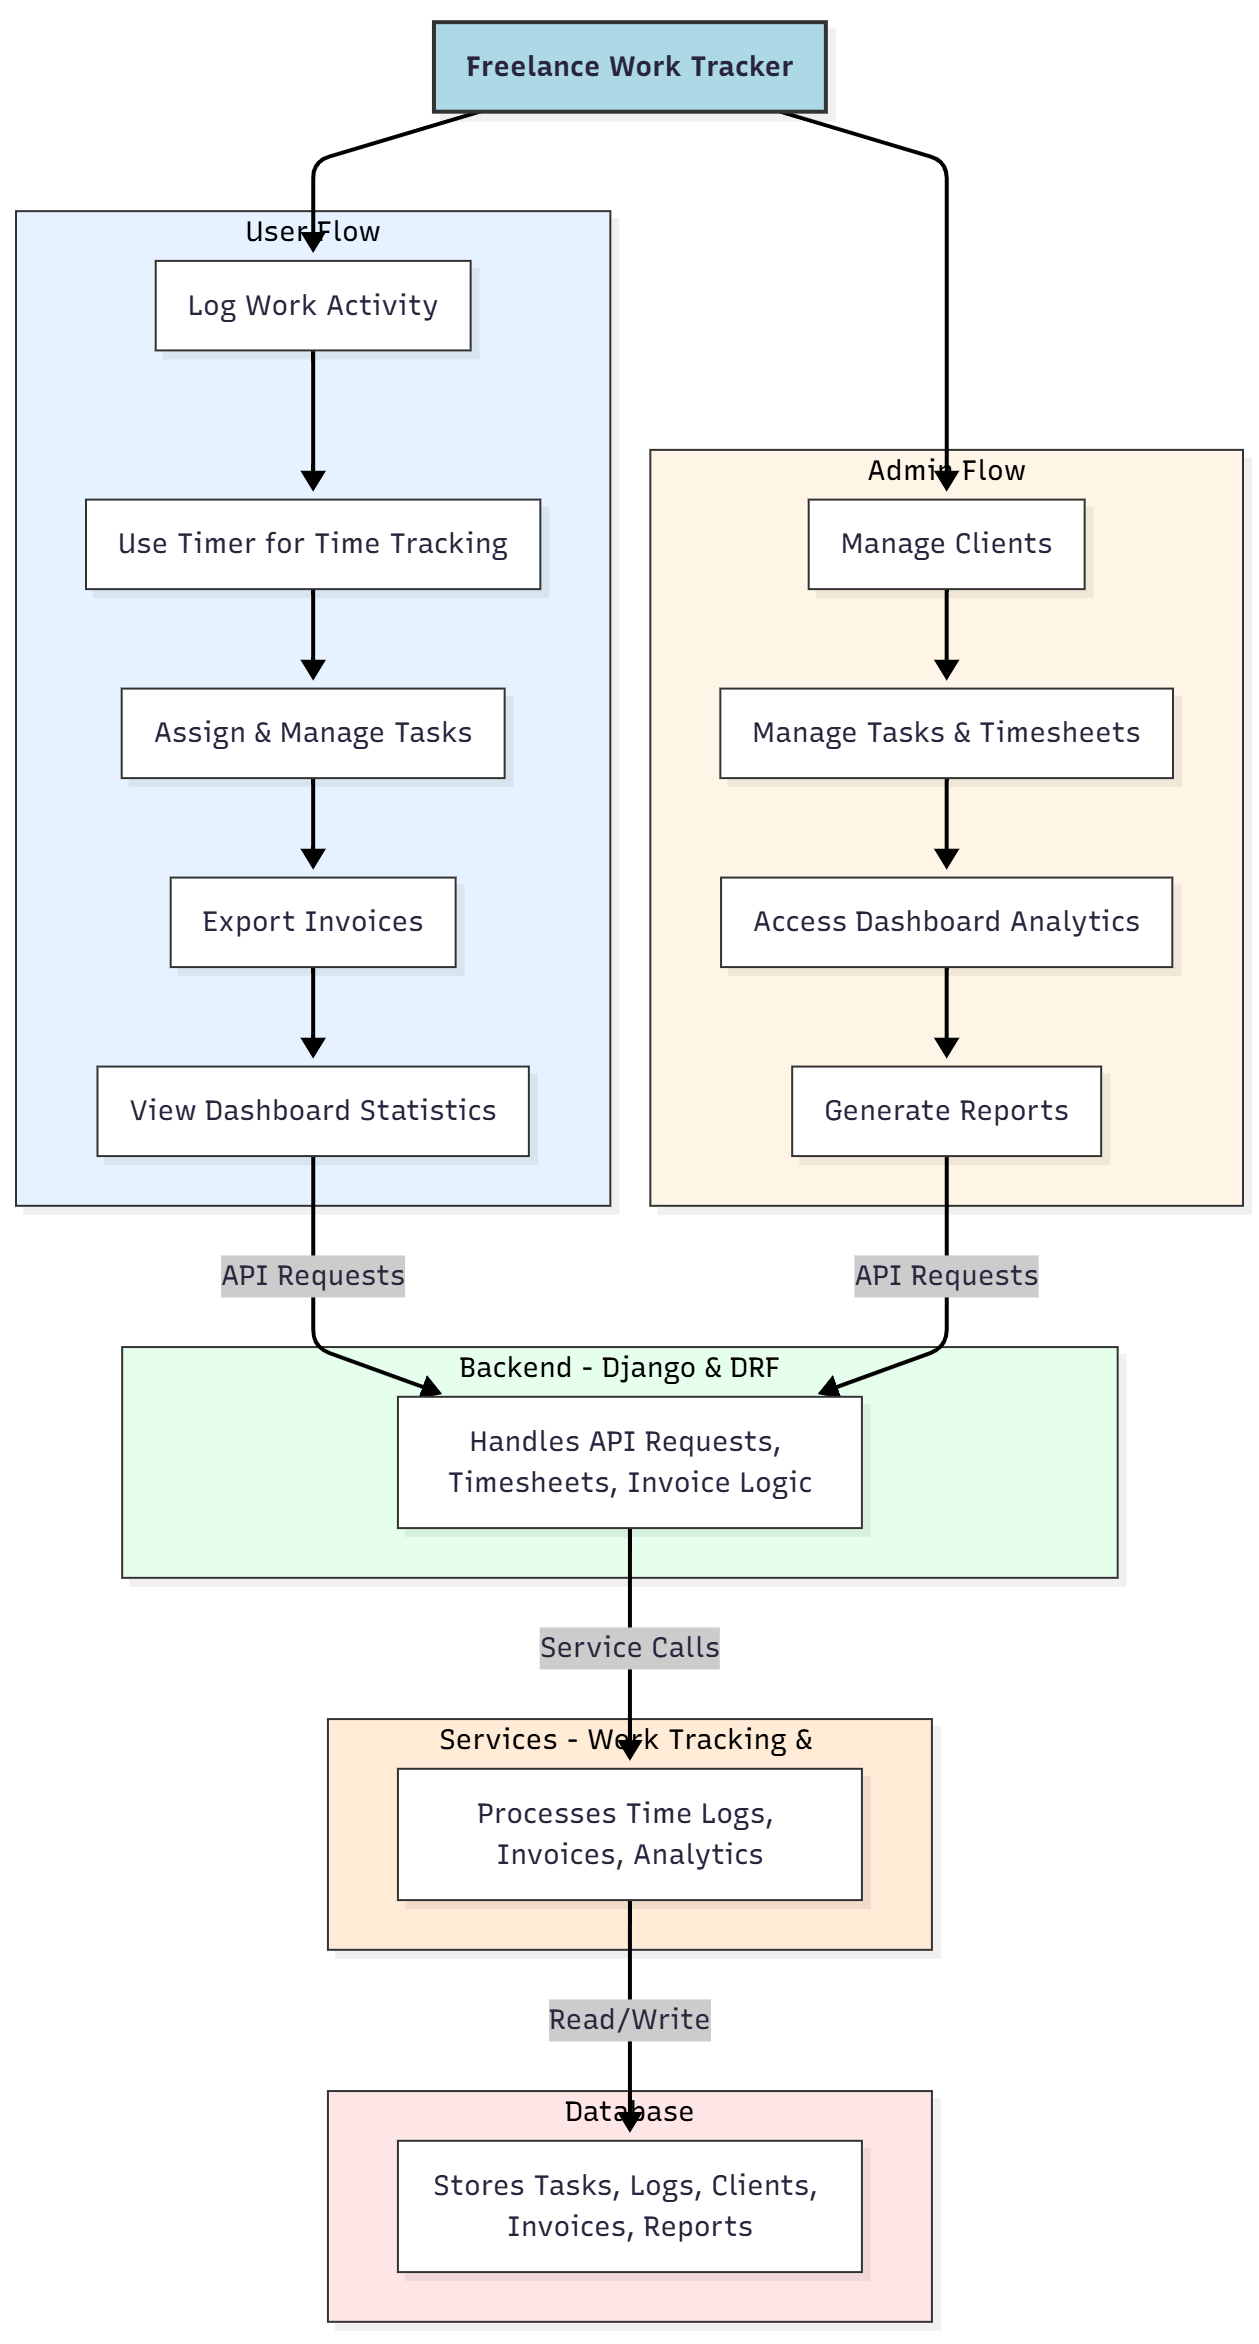 Freelance Work Tracker
User Flow
Log Work Activity
Use Timer for Time Tracking
Assign & Manage Tasks
Export Invoices
View Dashboard Statistics
API Requests
Admin Flow
Manage Clients
Manage Tasks & Timesheets
Access Dashboard Analytics
Generate Reports
API Requests
Backend - Django & DRF
Handles API Requests,
Timesheets, Invoice Logic
Service Calls
Services - Work Tracking &
Processes Time Logs,
Invoices, Analytics
Read/Write
Database
Stores Tasks, Logs, Clients,
Invoices, Reports